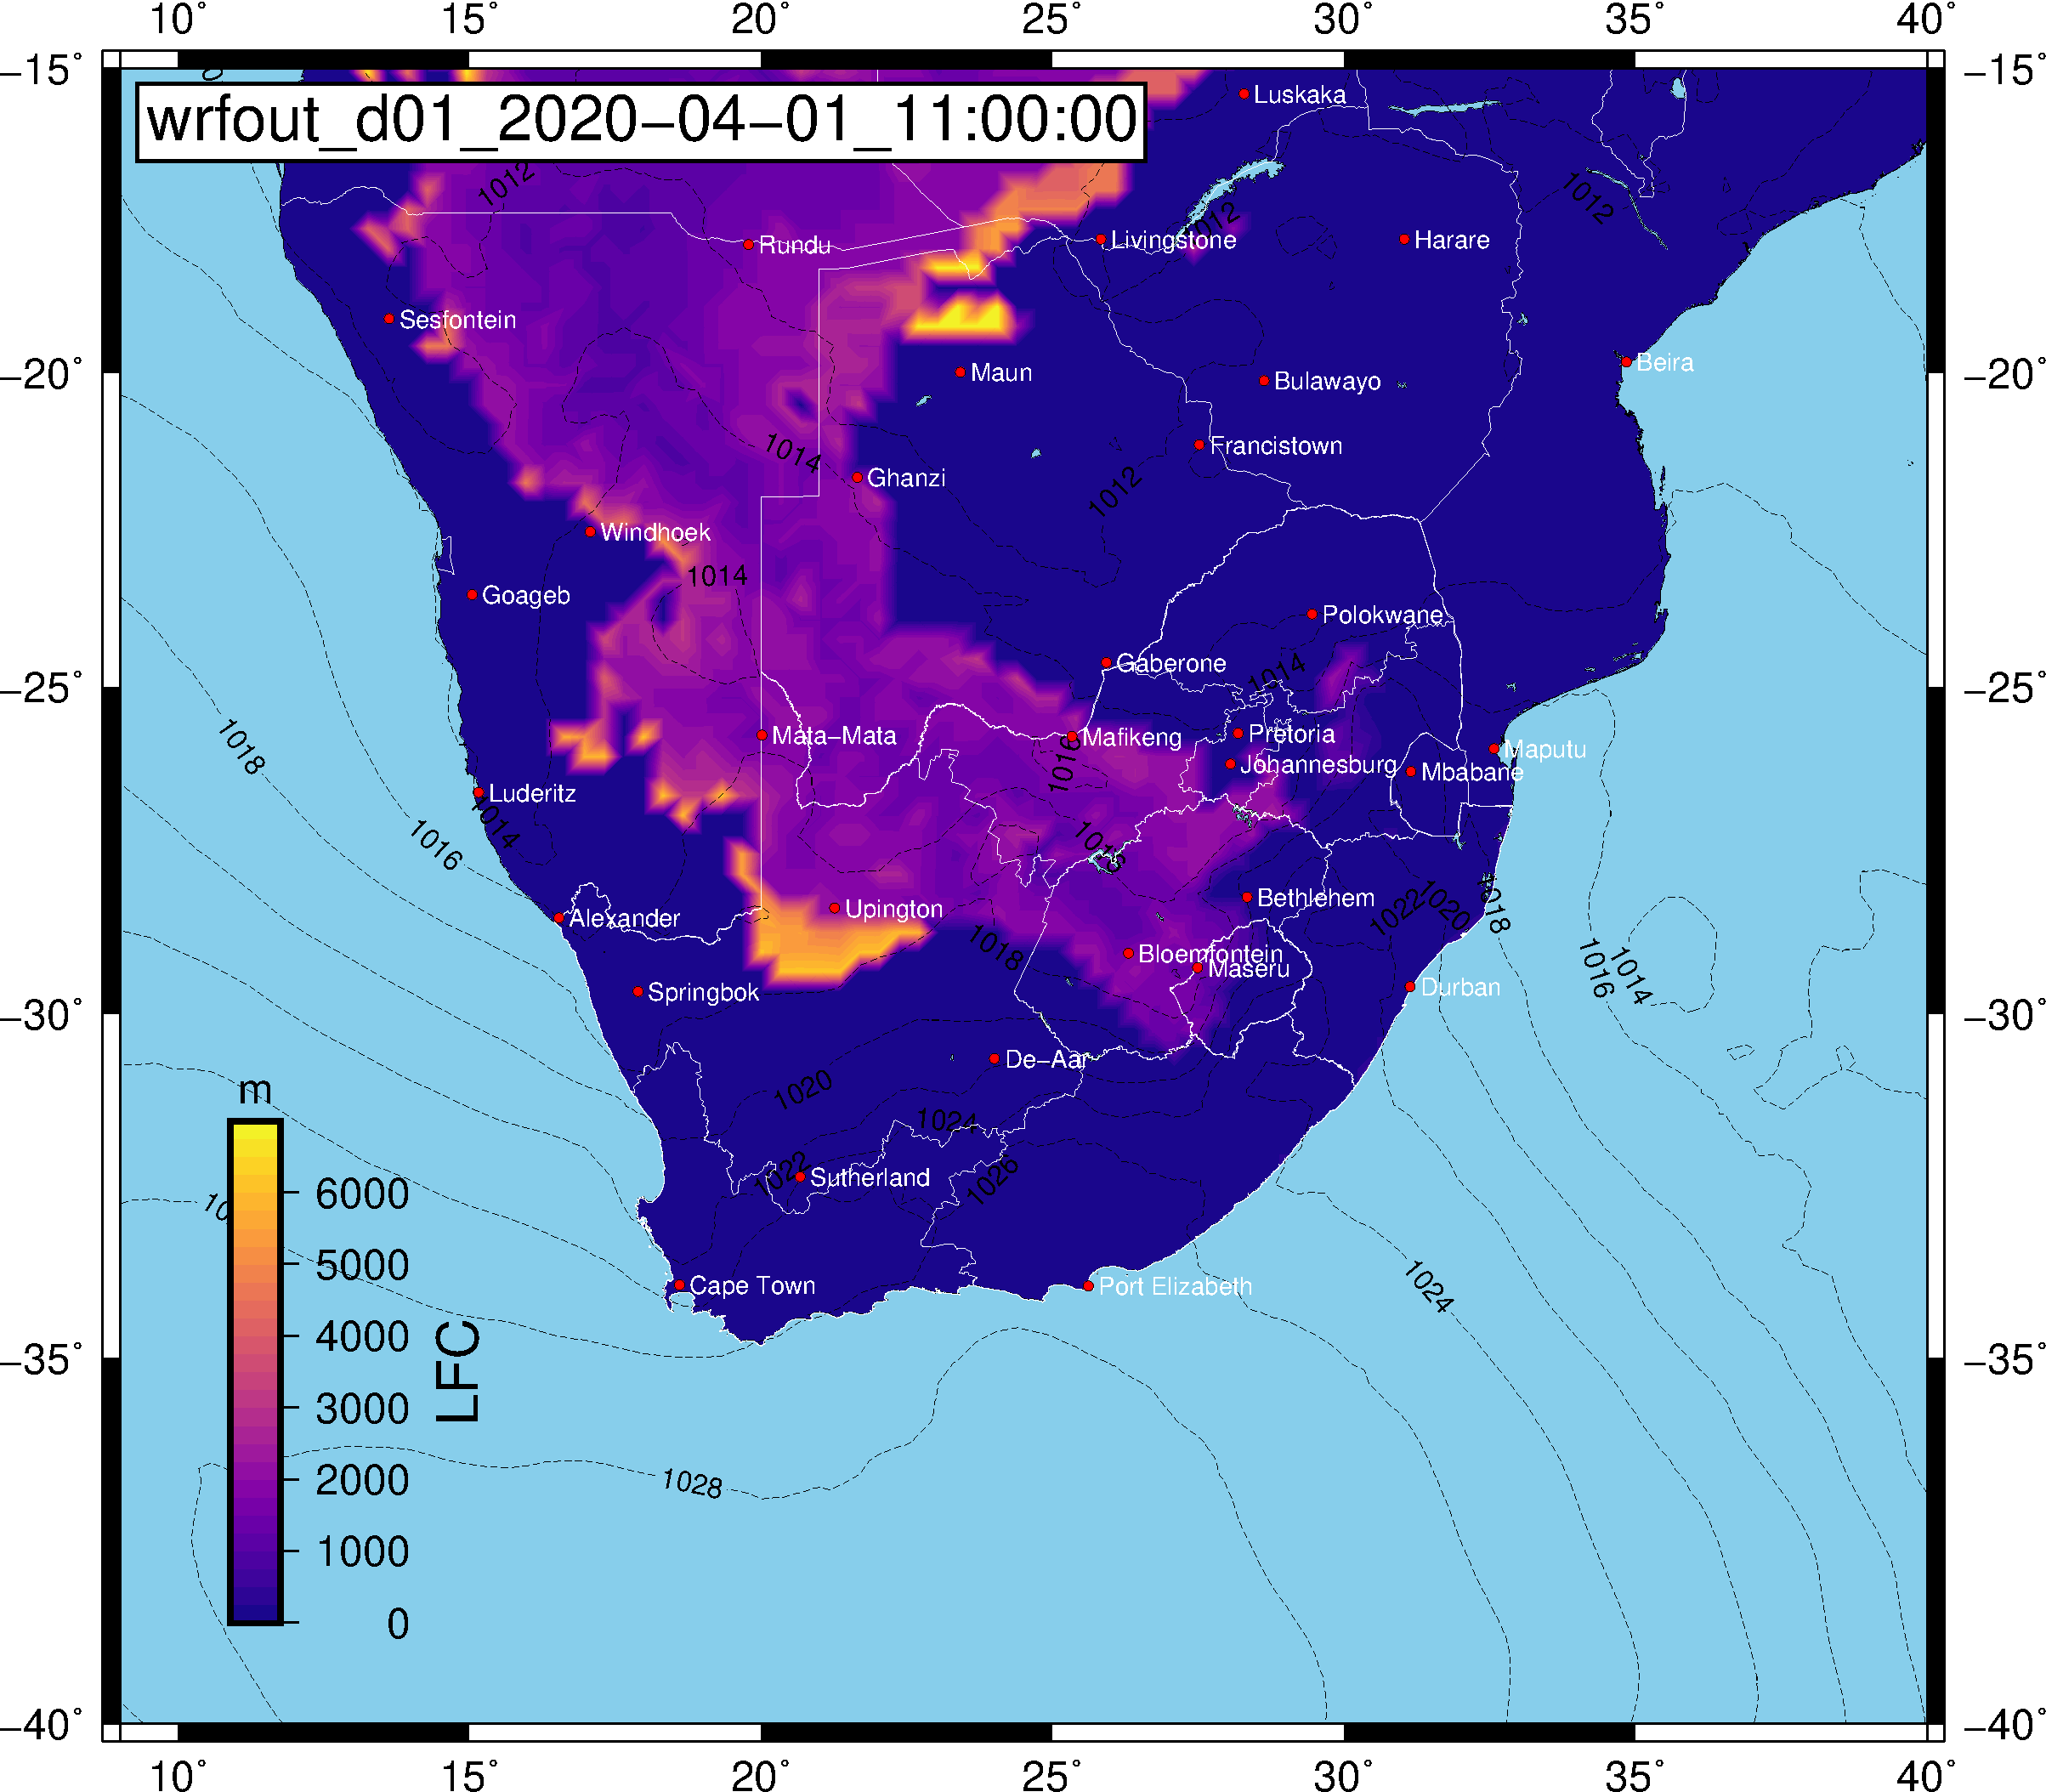 10° 15° 20° 25° 30° 35° 40°
−15° −15°
wrfout_d01_2020−04−01_11:00:00
Luskaka
1012 1012
1012
Rundu Livingstone Harare
Sesfontein
−20° Maun Bulawayo Beira −20°
1014 Francistown
Ghanzi 1012
Windhoek
1014
Goageb
Polokwane
Gaberone 1014
−25° −25°
1018 Mata−Mata Mafikeng Pretoria Maputu
1016 Johannesburg Mbabane
Luderitz
1014
1016
Upington Bethlehem 1022 1020 1018
Alexander
1018 Bloemfontein
Maseru
1016 1014
Springbok Durban
−30° −30°
De−Aar
m 1020
1024
1022 Sutherland 1026
6000
5000 Cape Town Port Elizabeth 1024
4000
−35° −35°
LFC
3000
2000 1028
1000
0
−40° −40°
10° 15° 20° 25° 30° 35° 40°